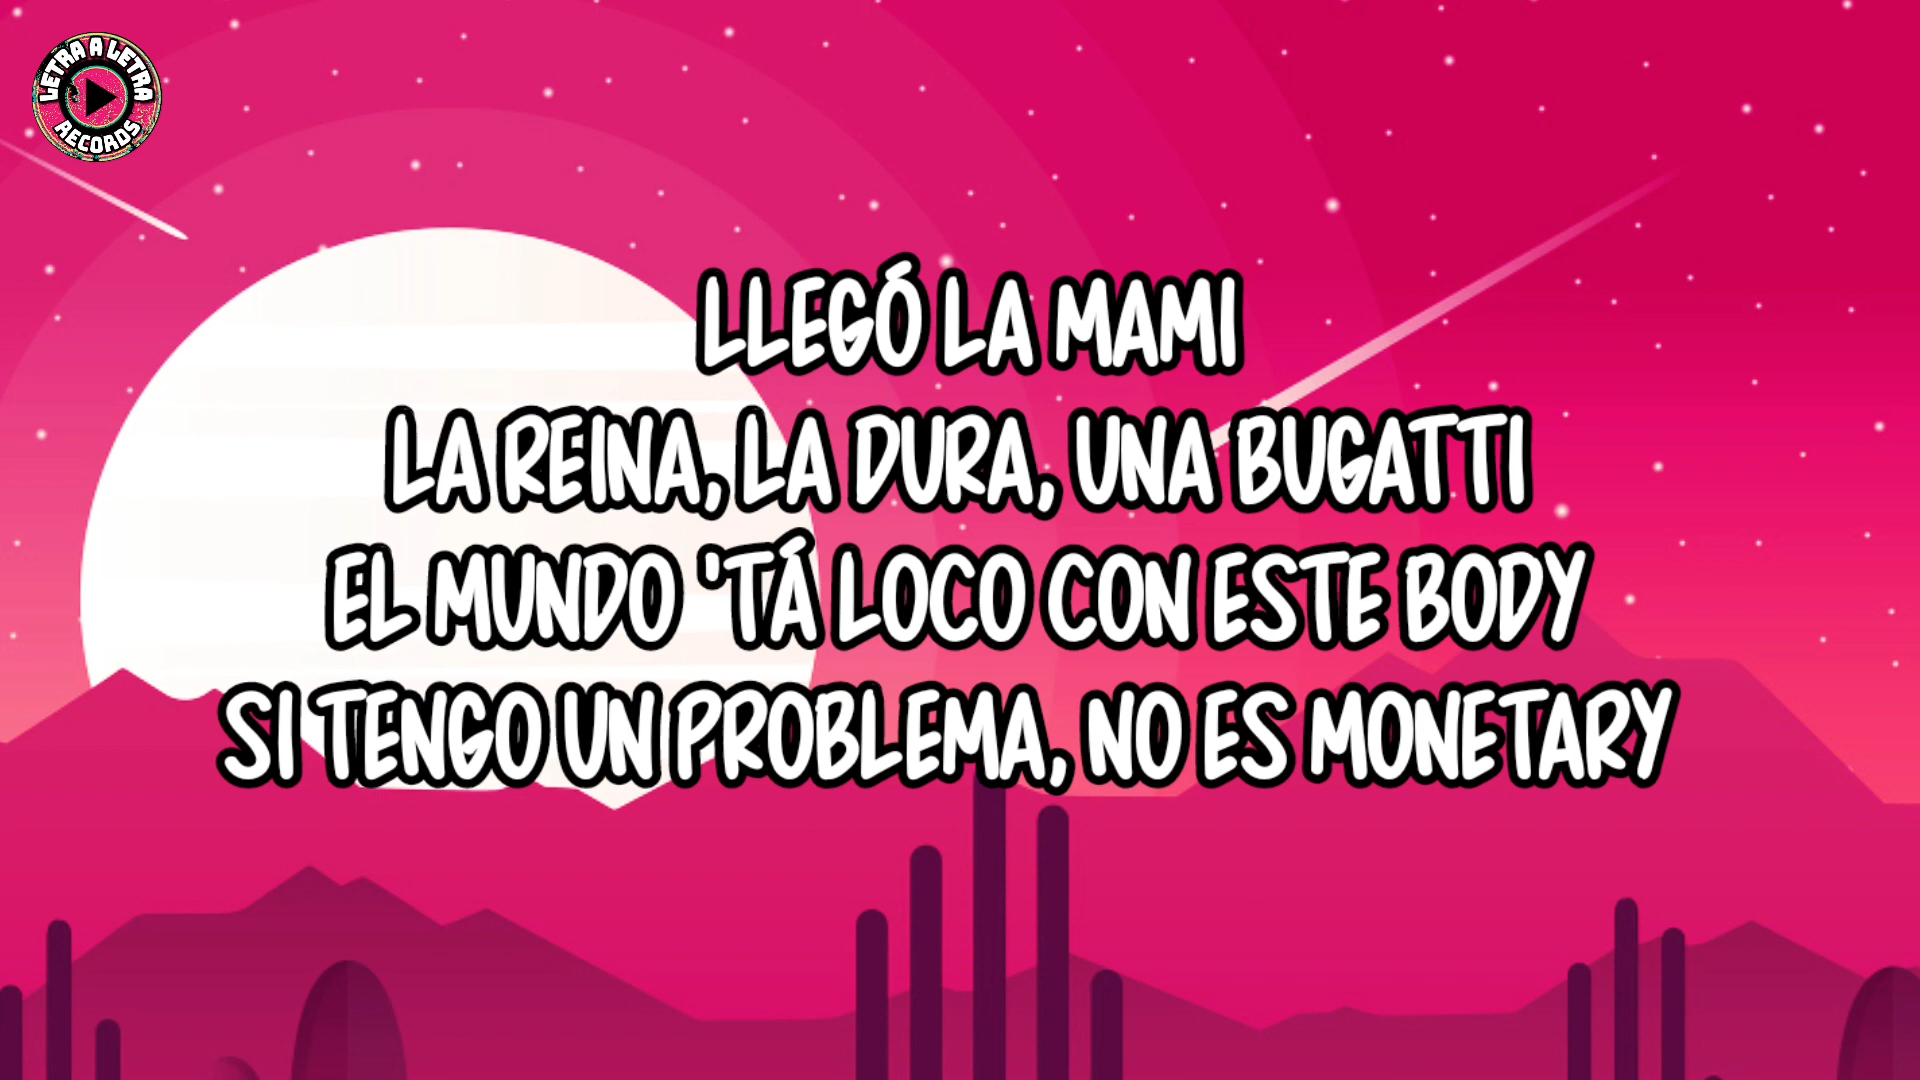 LETRA A LETRA
RECORDS
LLEGÓ LA MAMI
LA REINA, LA DURA, UNA BUGATTI
EL MUNDO 'TÁ LOCO CON ESTE BODY
SI TENGO UN PROBLEMA, NO ES MONETARY